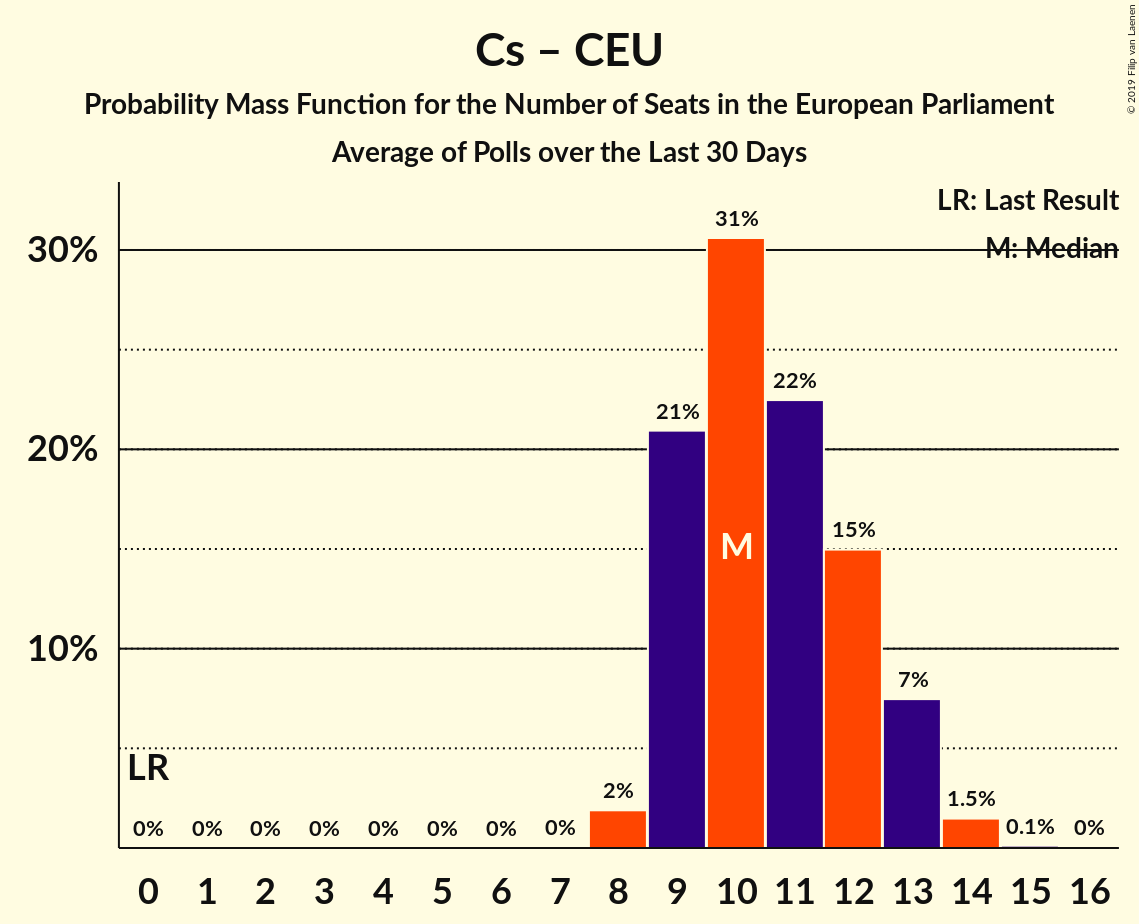 Cs – CEU
Probability Mass Function for the Number of Seats in the European Parliament
Average of Polls over the Last 30 Days
© 2019 Filip van Laenen
LR: Last Result
M: Median
30%
20%
10%
31%
21%
22%
15%
7%
2%
1.5%
0.1%
0%
M
LR
0% 0% 0% 0% 0% 0% 0% 0%
0 1 2 3 4 5 6 7 8 9 10 11 12 13 14 15 16